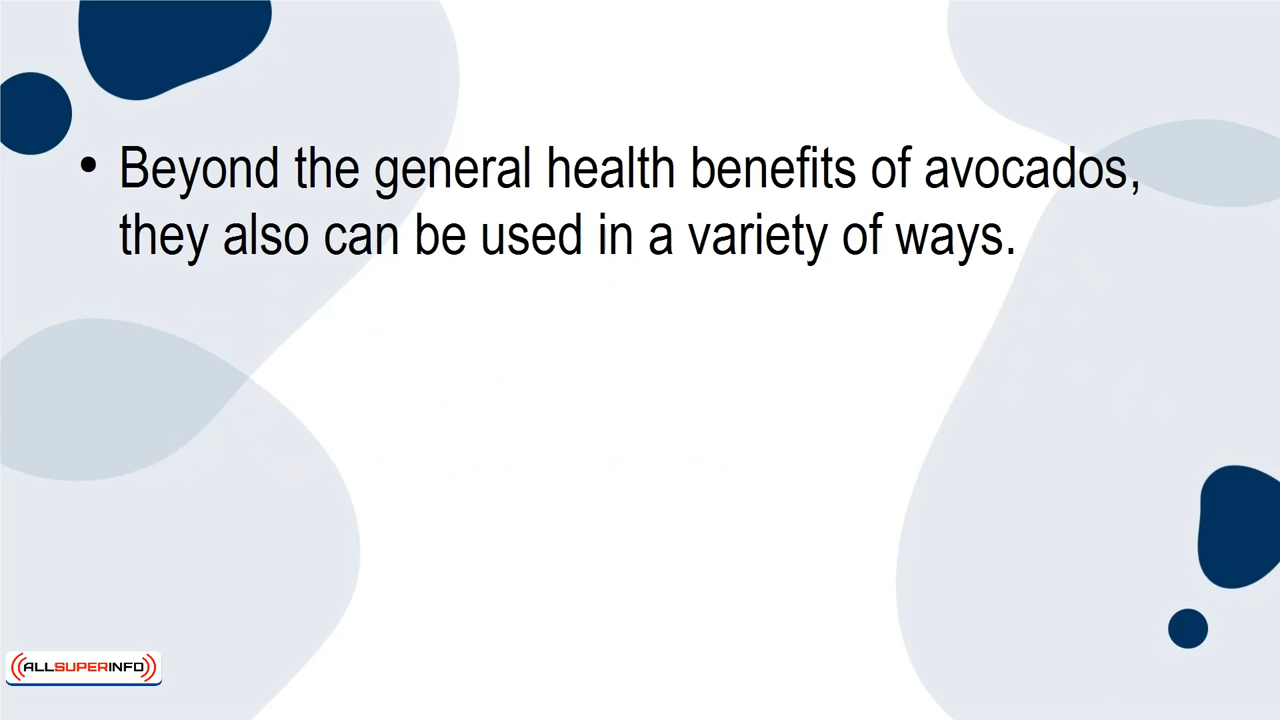 • Beyond the general health benefits of avocados,
they also can be used in a variety of ways.
ALLSUPERINFO